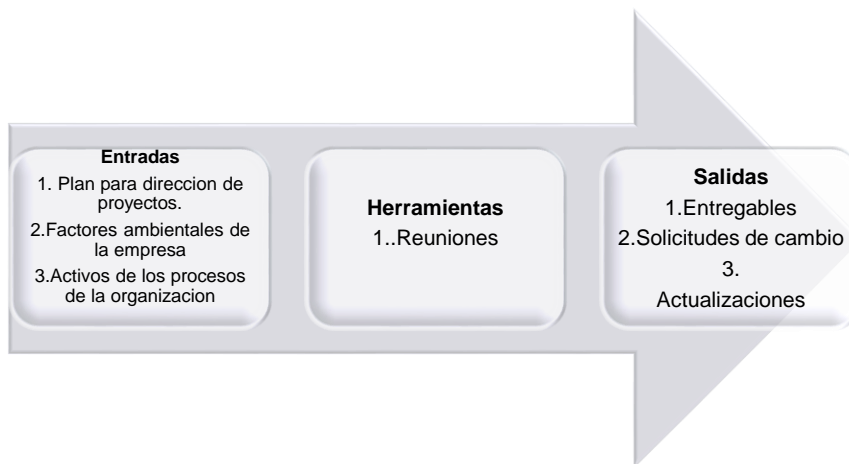 Entradas
1. Plan para direccion de
proyectos.
2.Factores ambientales de
la empresa
3.Activos de los procesos
de la organizacion
Herramientas
1..Reuniones
Salidas
1.Entregables
2.Solicitudes de cambio
3.
Actualizaciones